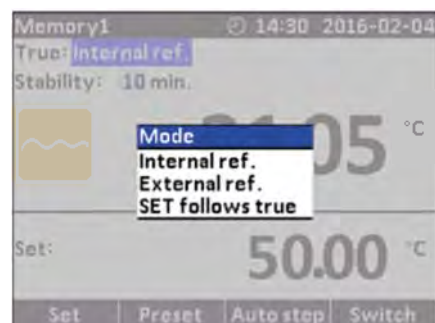 Memory1 14:30 2016-02-04
True: Internal ref.
Stability: 10 min.
05 °C
Mode
Internal ref.
External ref.
SET follows true
Set: 50.00 °C
Set Preset Auto step Switch